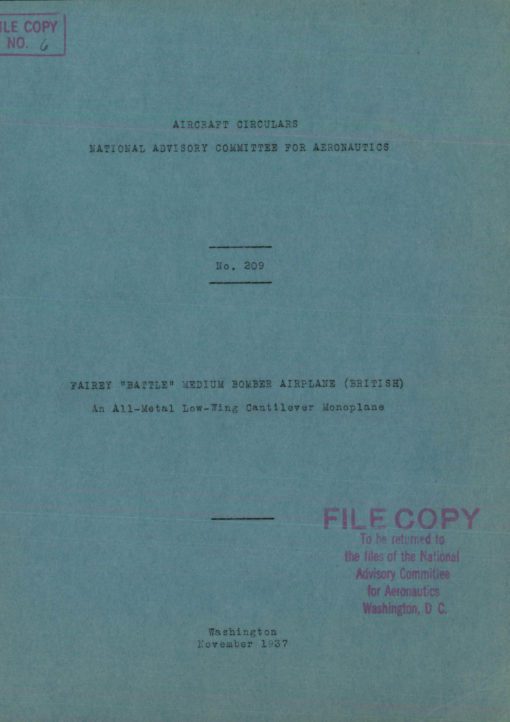 FILE COPY
NO. 6
AIRCRAFT CIRCULARS
NATIONAL ADVISORY COMMITTEE FOR AERONAUTICS
No. 209
FAIREY "BATTLE" MEDIUM BOMBER AIRPLANE (BRITISH)
An All-Metal Low-Wing Cantilever Monoplane
FILE COPY
To be returned to
the files of the National
Advisory Committee
for Aeronautics
Washington, D C.
Washington
November 1937